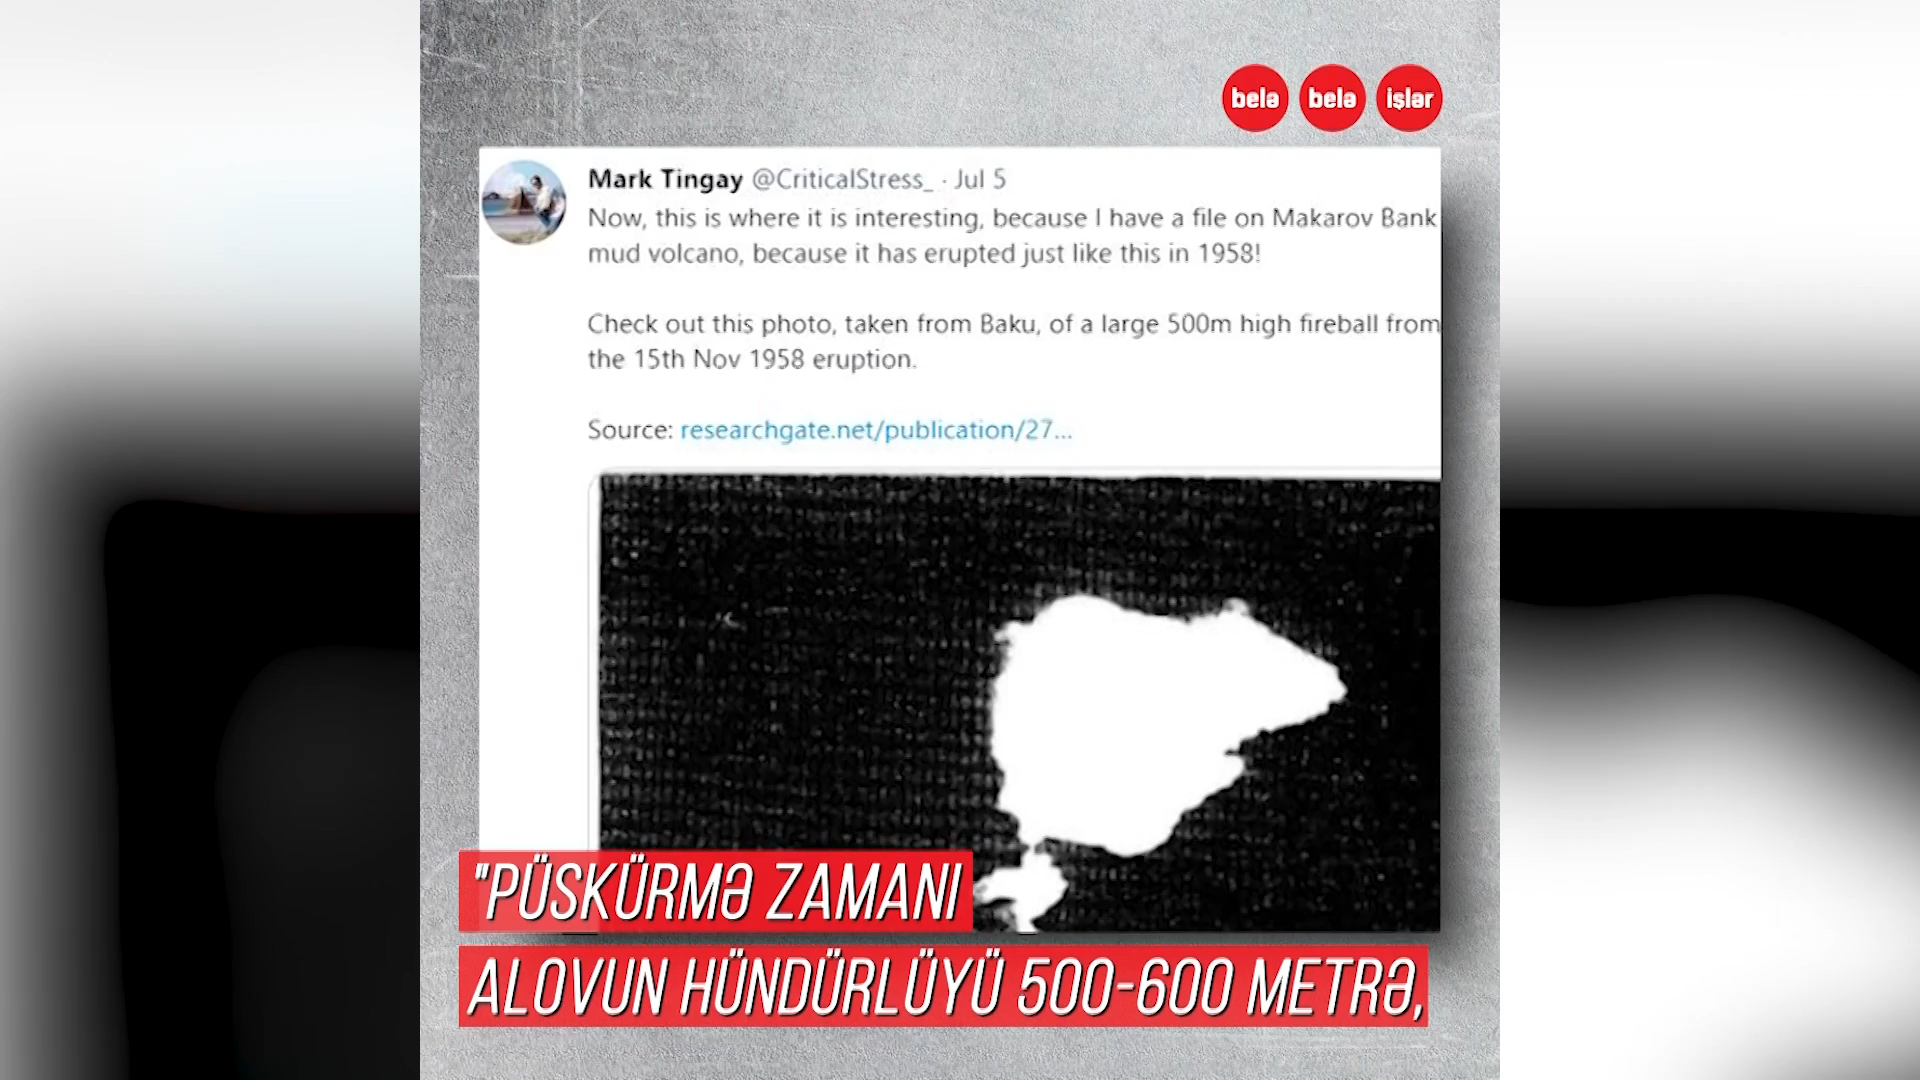 belə belə işlər
Mark Tingay @CriticalStress_ · Jul 5
Now, this is where it is interesting, because I have a file on Makarov Bank
mud volcano, because it has erupted just like this in 1958!
Check out this photo, taken from Baku, of a large 500m high fireball from
the 15th Nov 1958 eruption.
Source: researchgate.net/publication/27...
"PÜSKÜRMƏ ZAMANI
ALOVUN HÜNDÜRLÜYÜ 500-600 METRƏ,